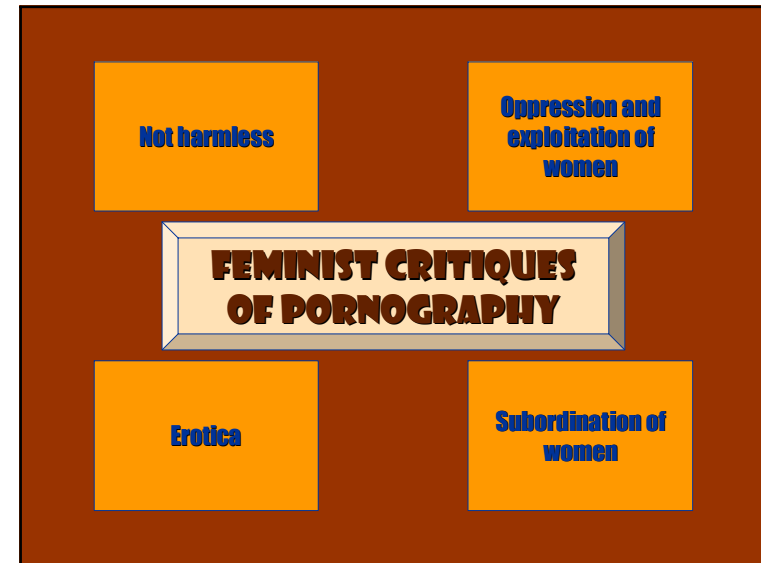 Not harmless
Oppression and
exploitation of
women
FEMINIST CRITIQUES
OF PORNOGRAPHY
Erotica
Subordination of
women